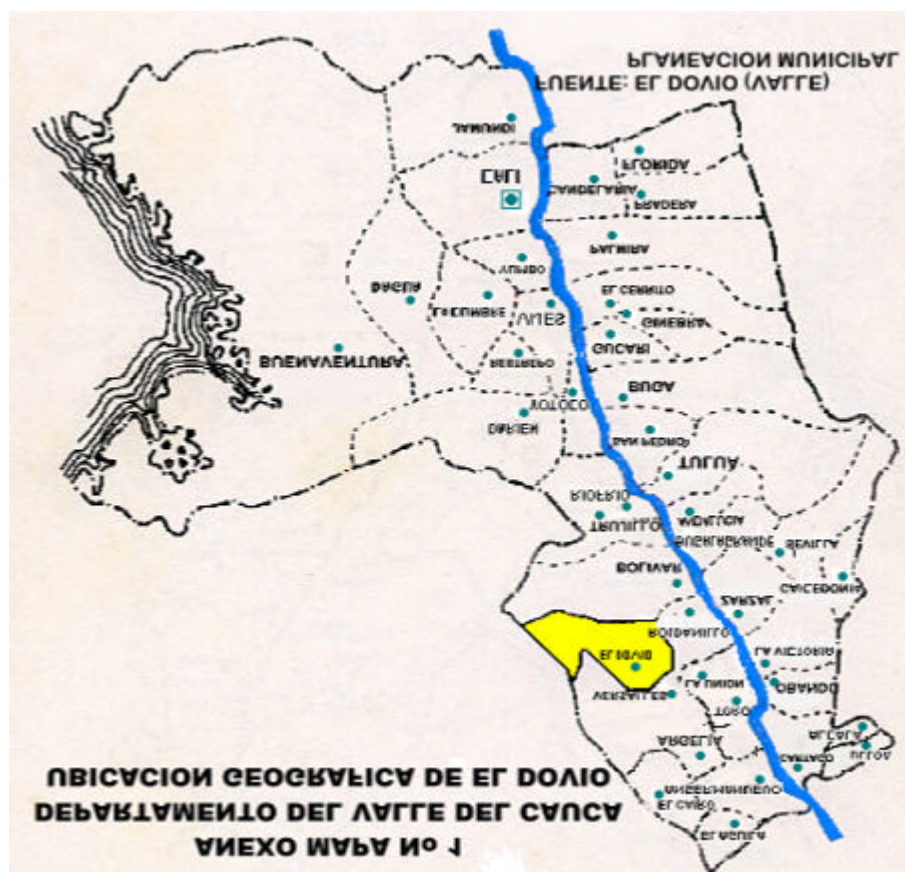 ANEXO MAPA No 1
DEPARTAMENTO DEL VALLE DEL CAUCA
UBICACION GEOGRAFICA DE EL DOVIO
EL AGUILA
EL CAIRO
ANSERMANUEVO
CARTAGO
ULLOA
ALCALA
ARGELIA
TORO
VERSALLES
LA UNION
OBANDO
EL DOVIO
LA VICTORIA
ROLDANILLO
ZARZAL
CAICEDONIA
BOLIVAR
SEVILLA
BUGALAGRANDE
TRUJILLO
ANDALUCIA
RIOFRIO
TULUA
SAN PEDRO
DARIEN
YOTOCO
BUGA
RESTREPO
BUENAVENTURA
GUCARI
GINEBRA
VIJES
LA CUMBRE
DAGUA
EL CERRITO
YUMBO
PALMIRA
CALI
PRADERA
CANDELARIA
FLORIDA
JAMUNDI
FUENTE: EL DOVIO (VALLE)
PLANEACION MUNICIPAL